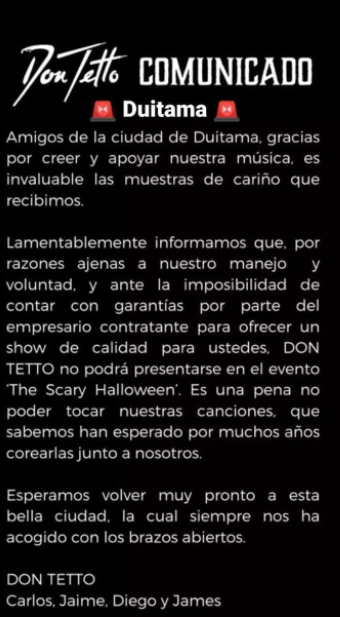 Don Tetto COMUNICADO
🚨 Duitama 🚨
Amigos de la ciudad de Duitama, gracias
por creer y apoyar nuestra música, es
invaluable las muestras de cariño que
recibimos.
Lamentablemente informamos que, por
razones ajenas a nuestro manejo y
voluntad, y ante la imposibilidad de
contar con garantías por parte del
empresario contratante para ofrecer un
show de calidad para ustedes, DON
TETTO no podrá presentarse en el evento
‘The Scary Halloween’. Es una pena no
poder tocar nuestras canciones, que
sabemos han esperado por muchos años
corearlas junto a nosotros.
Esperamos volver muy pronto a esta
bella ciudad, la cual siempre nos ha
acogido con los brazos abiertos.
DON TETTO
Carlos, Jaime, Diego y James